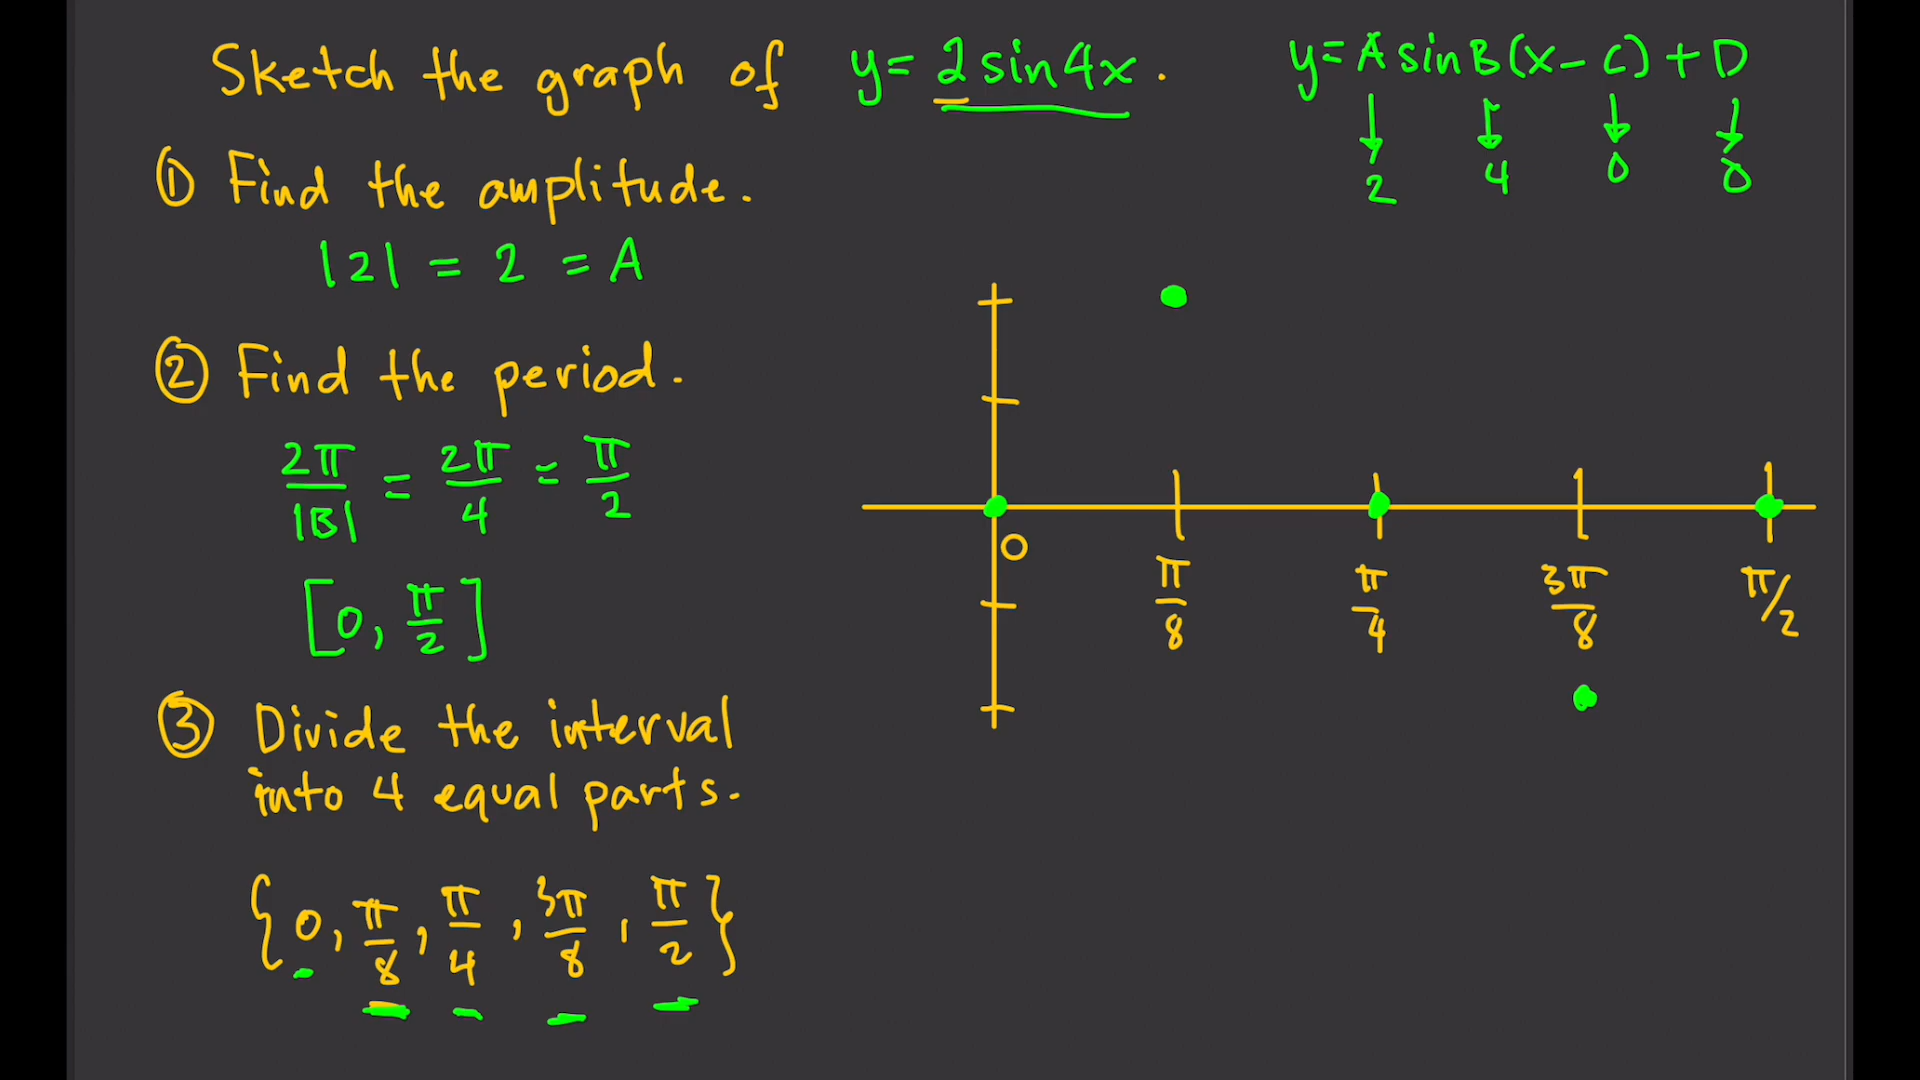 Sketch the graph of y = 2 sin 4x.
y = A sin B (x - C) + D
2 4 0 0
① Find the amplitude.
|2| = 2 = A
② Find the period.
2π/|B| = 2π/4 = π/2
[0, π/2]
③ Divide the interval
into 4 equal parts.
{0, π/8, π/4, 3π/8, π/2}
0 π/8 π/4 3π/8 π/2